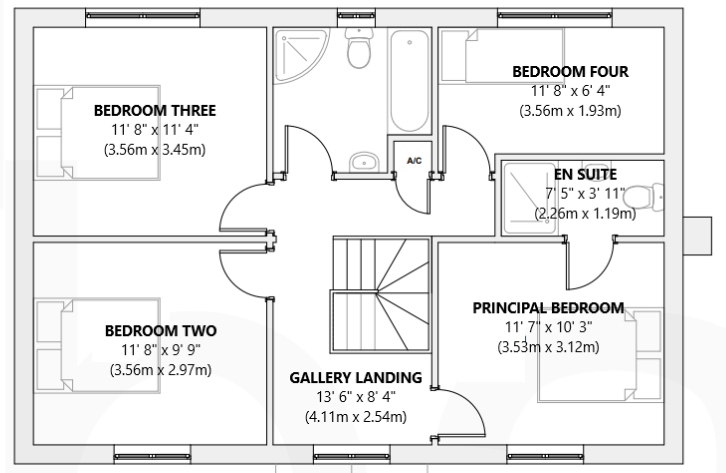 BEDROOM THREE
11' 8" x 11' 4"
(3.56m x 3.45m)
BEDROOM FOUR
11' 8" x 6' 4"
(3.56m x 1.93m)
A/C
EN SUITE
7' 5" x 3' 11"
(2.26m x 1.19m)
BEDROOM TWO
11' 8" x 9' 9"
(3.56m x 2.97m)
PRINCIPAL BEDROOM
11' 7" x 10' 3"
(3.53m x 3.12m)
GALLERY LANDING
13' 6" x 8' 4"
(4.11m x 2.54m)